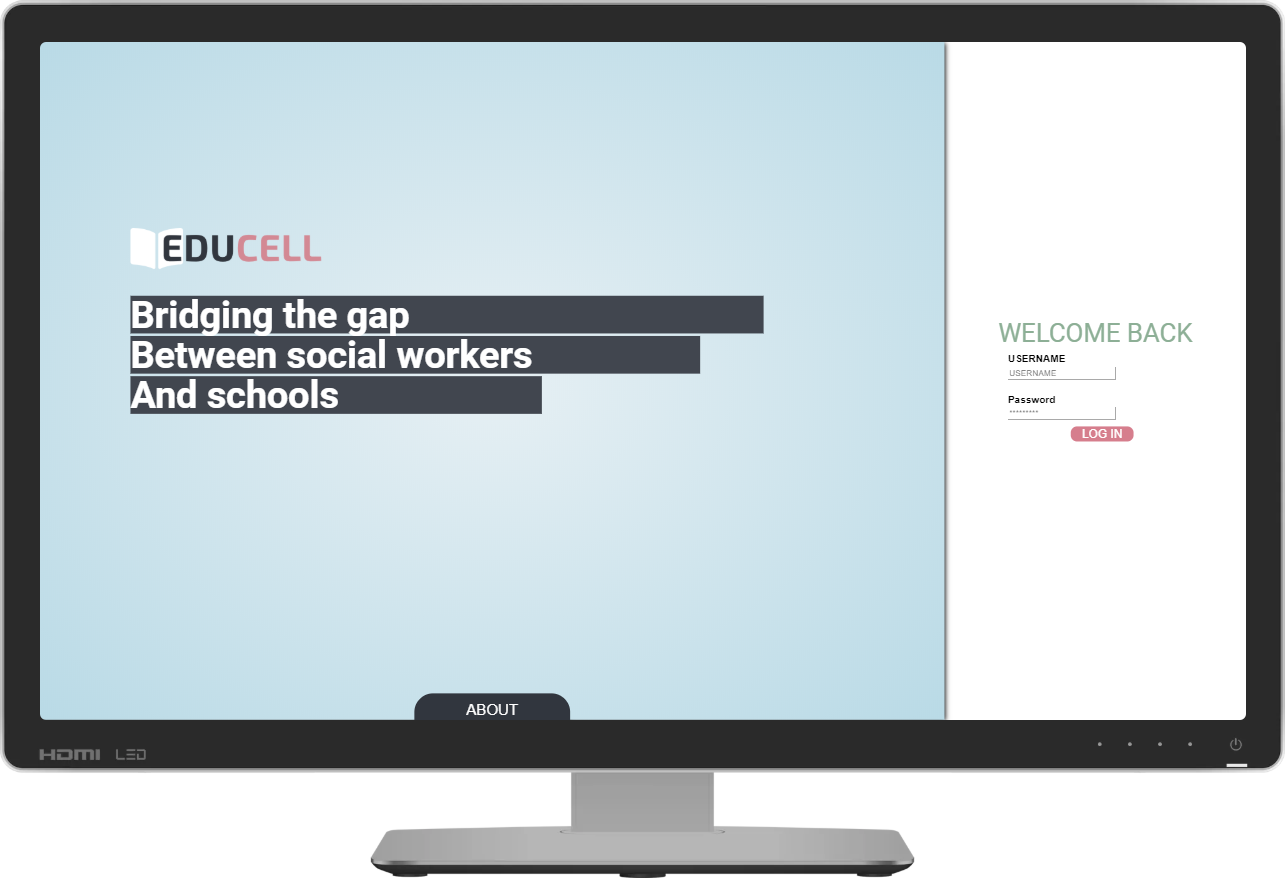 EDUCELL
Bridging the gap
Between social workers
And schools
WELCOME BACK
USERNAME
USERNAME
Password
*********
LOG IN
ABOUT
HDMI LED